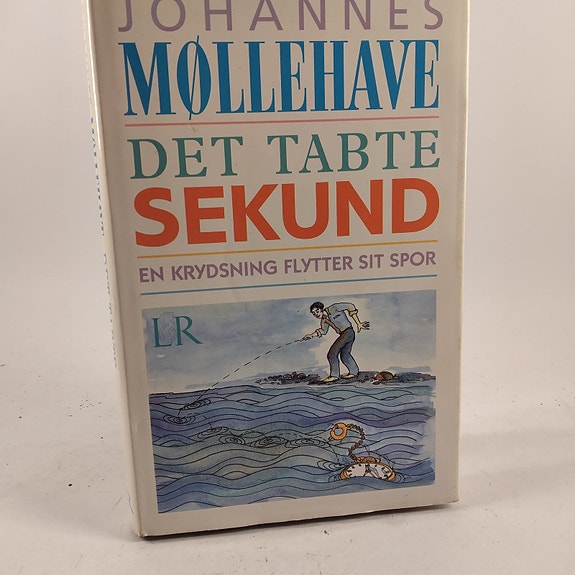 JOHANNES
MØLLEHAVE
DET TABTE
SEKUND
EN KRYDSNING FLYTTER SIT SPOR
LR